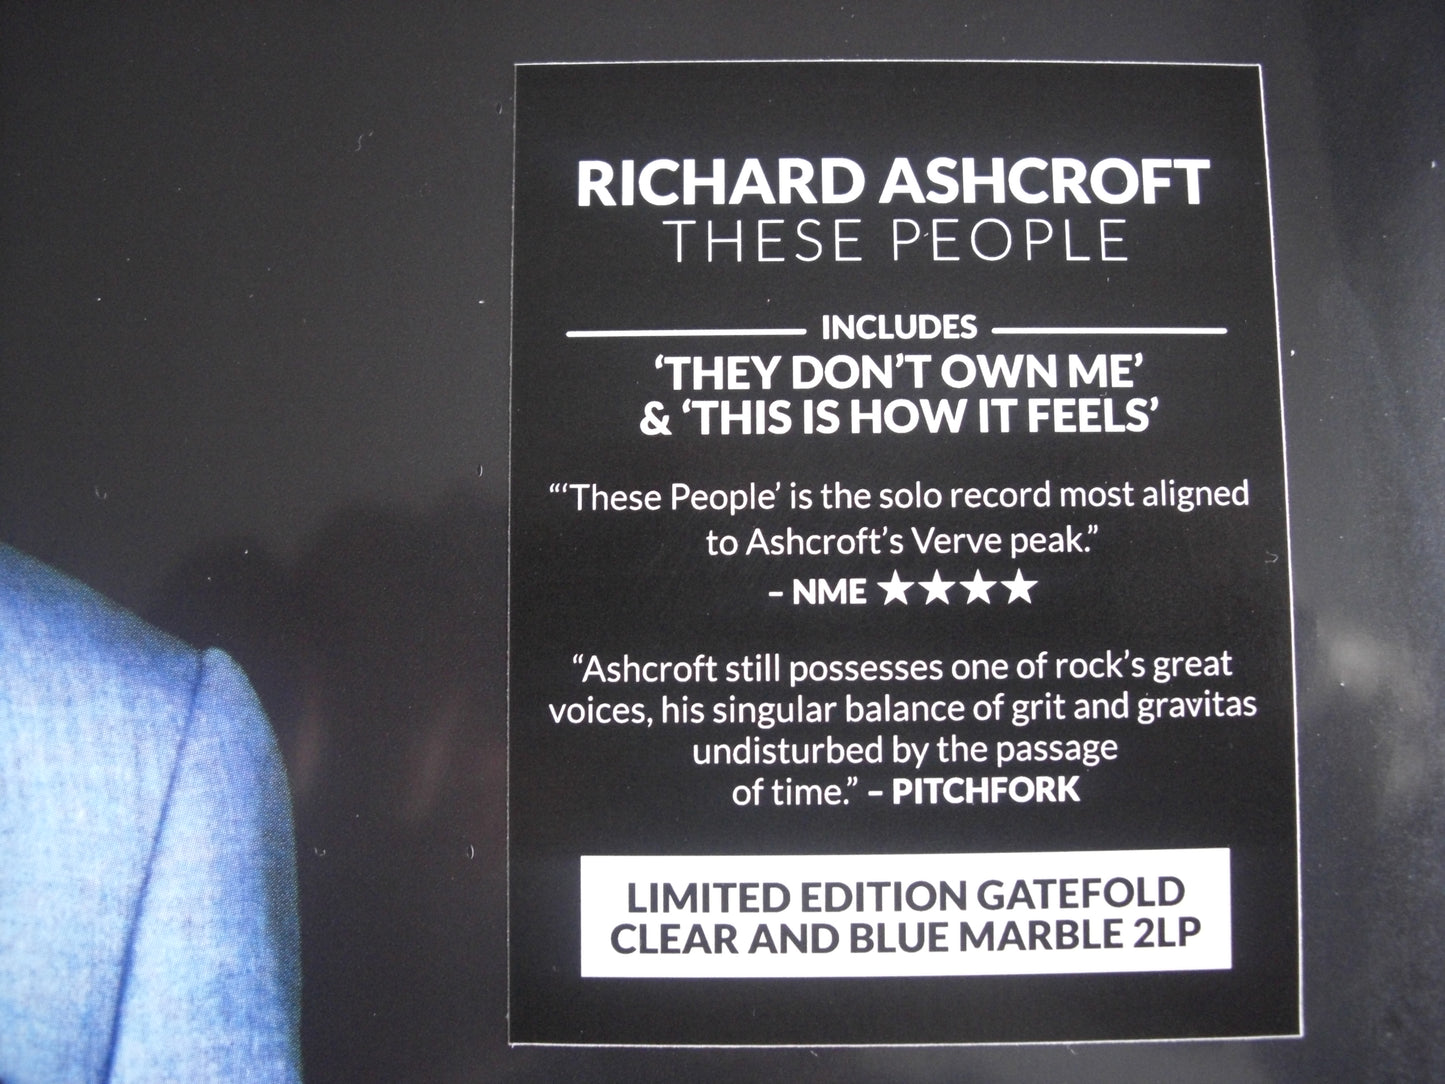 RICHARD ASHCROFT
THESE PEOPLE
INCLUDES
‘THEY DON’T OWN ME’
& ‘THIS IS HOW IT FEELS’
“‘These People’ is the solo record most aligned
to Ashcroft’s Verve peak.”
– NME ★★★★
“Ashcroft still possesses one of rock’s great
voices, his singular balance of grit and gravitas
undisturbed by the passage
of time.” – PITCHFORK
LIMITED EDITION GATEFOLD
CLEAR AND BLUE MARBLE 2LP